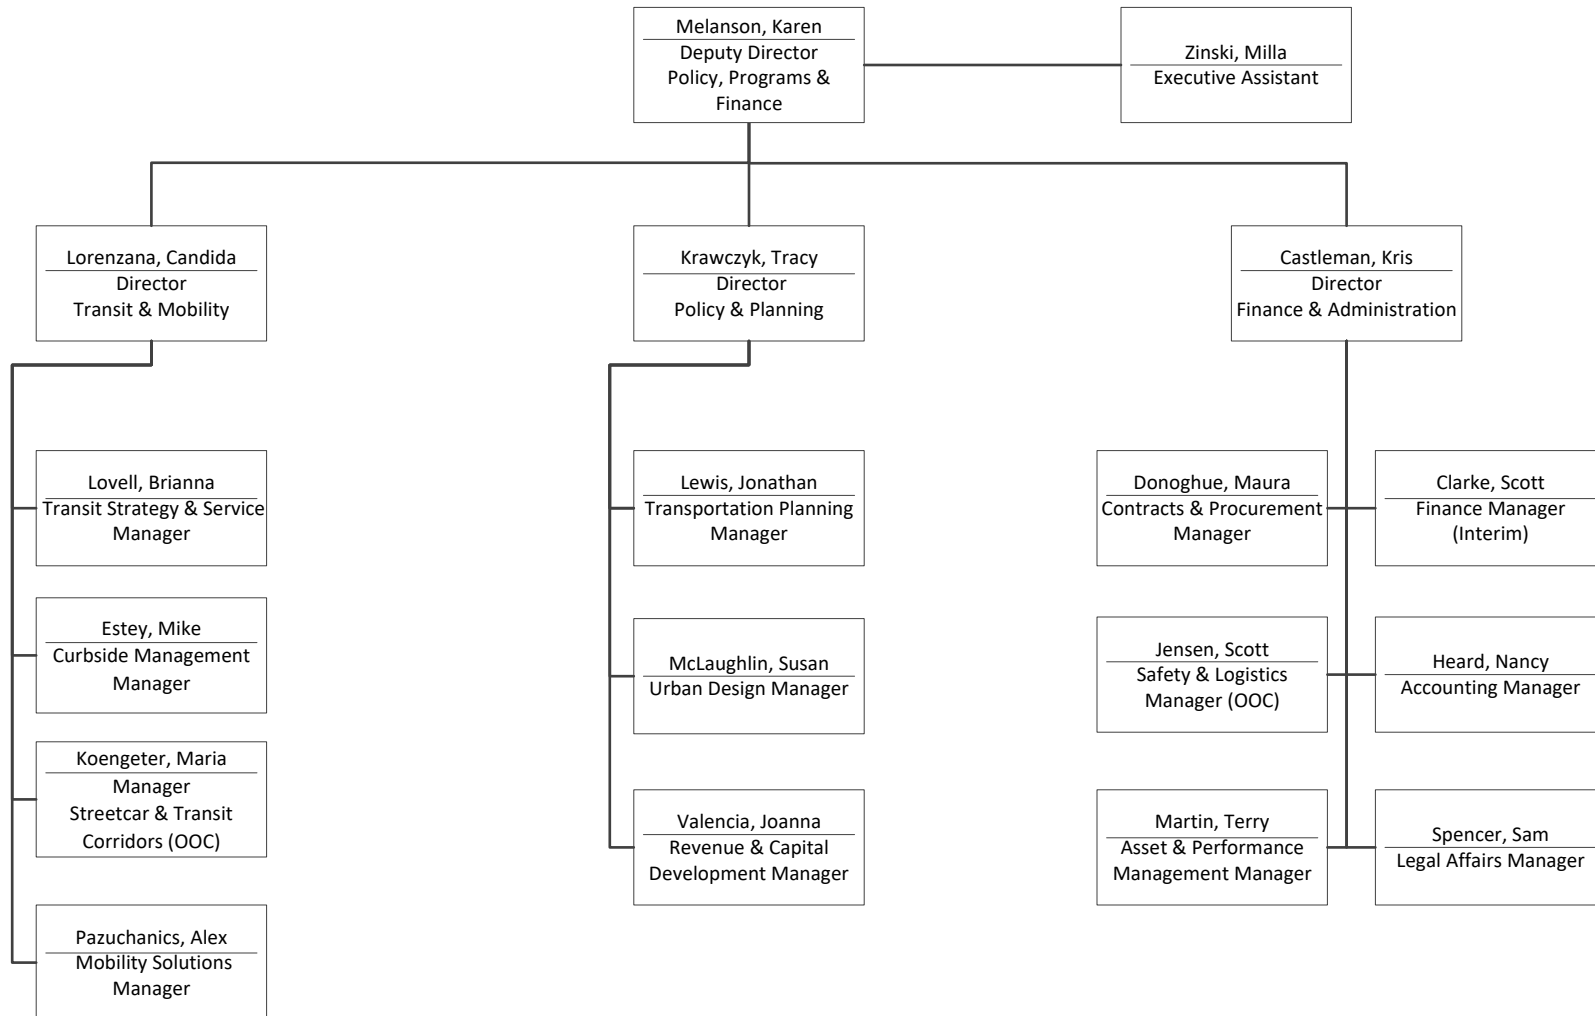 Melanson, Karen
Deputy Director
Policy, Programs &
Finance
Zinski, Milla
Executive Assistant
Lorenzana, Candida
Director
Transit & Mobility
Krawczyk, Tracy
Director
Policy & Planning
Castleman, Kris
Director
Finance & Administration
Lovell, Brianna
Transit Strategy & Service
Manager
Estey, Mike
Curbside Management
Manager
Koengeter, Maria
Manager
Streetcar & Transit
Corridors (OOC)
Pazuchanics, Alex
Mobility Solutions
Manager
Lewis, Jonathan
Transportation Planning
Manager
McLaughlin, Susan
Urban Design Manager
Valencia, Joanna
Revenue & Capital
Development Manager
Donoghue, Maura
Contracts & Procurement
Manager
Clarke, Scott
Finance Manager
(Interim)
Jensen, Scott
Safety & Logistics
Manager (OOC)
Heard, Nancy
Accounting Manager
Martin, Terry
Asset & Performance
Management Manager
Spencer, Sam
Legal Affairs Manager